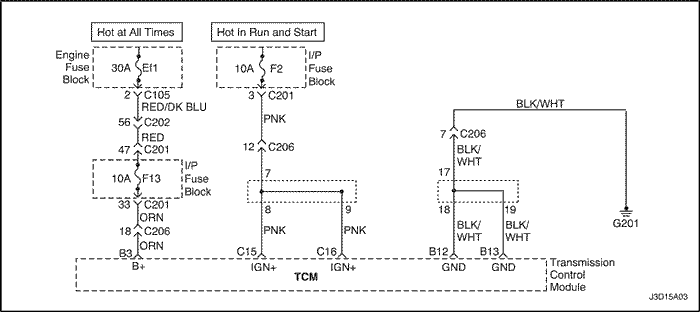 Hot at All Times
Hot in Run and Start
Engine
Fuse
Block
30A Ef1
10A F2
I/P
Fuse
Block
2 C105
3 C201
RED/DK BLU
PNK
BLK/WHT
56 C202
RED
7 C206
12 C206
BLK/
WHT
47 C201
I/P
Fuse
Block
10A F13
7
17
33 C201
8
9
18
19
ORN
18 C206
ORN
PNK
PNK
BLK/
WHT
BLK/
WHT
G201
B3
C15
C16
B12
B13
B+
IGN+
IGN+
GND
GND
TCM
Transmission
Control
Module
J3D15A03